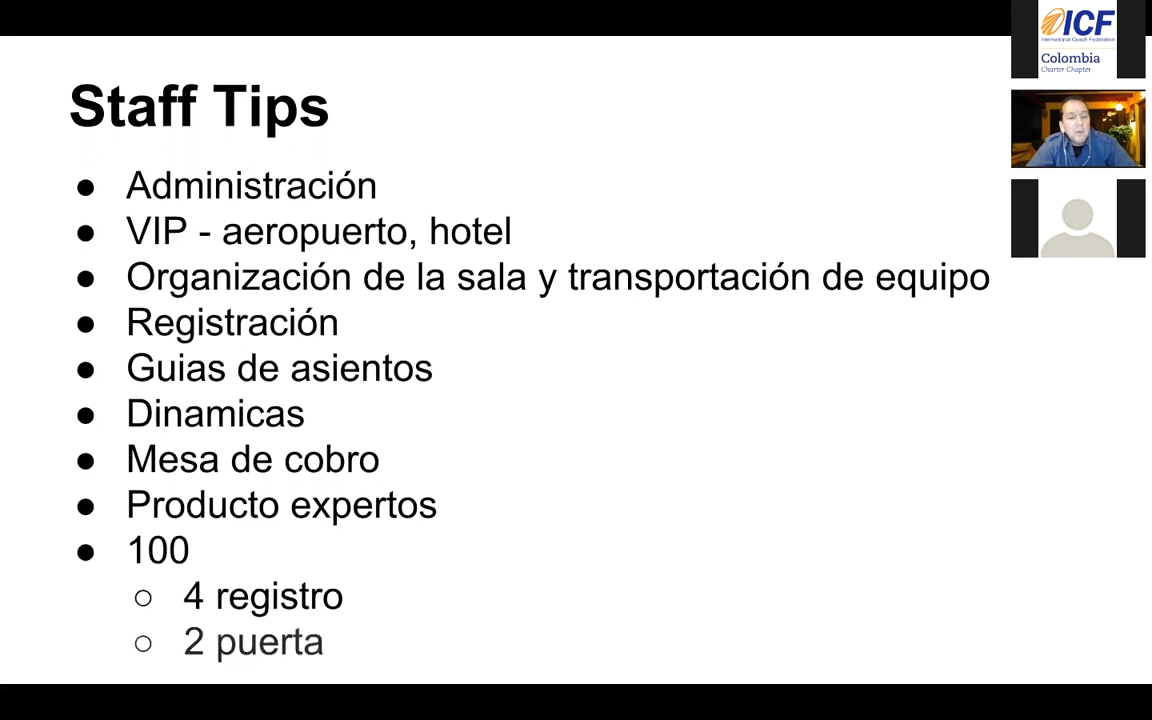 Staff Tips
● Administración
● VIP - aeropuerto, hotel
● Organización de la sala y transportación de equipo
● Registración
● Guias de asientos
● Dinamicas
● Mesa de cobro
● Producto expertos
● 100
○ 4 registro
○ 2 puerta
ICF
International Coach Federation
Colombia
Charter Chapter